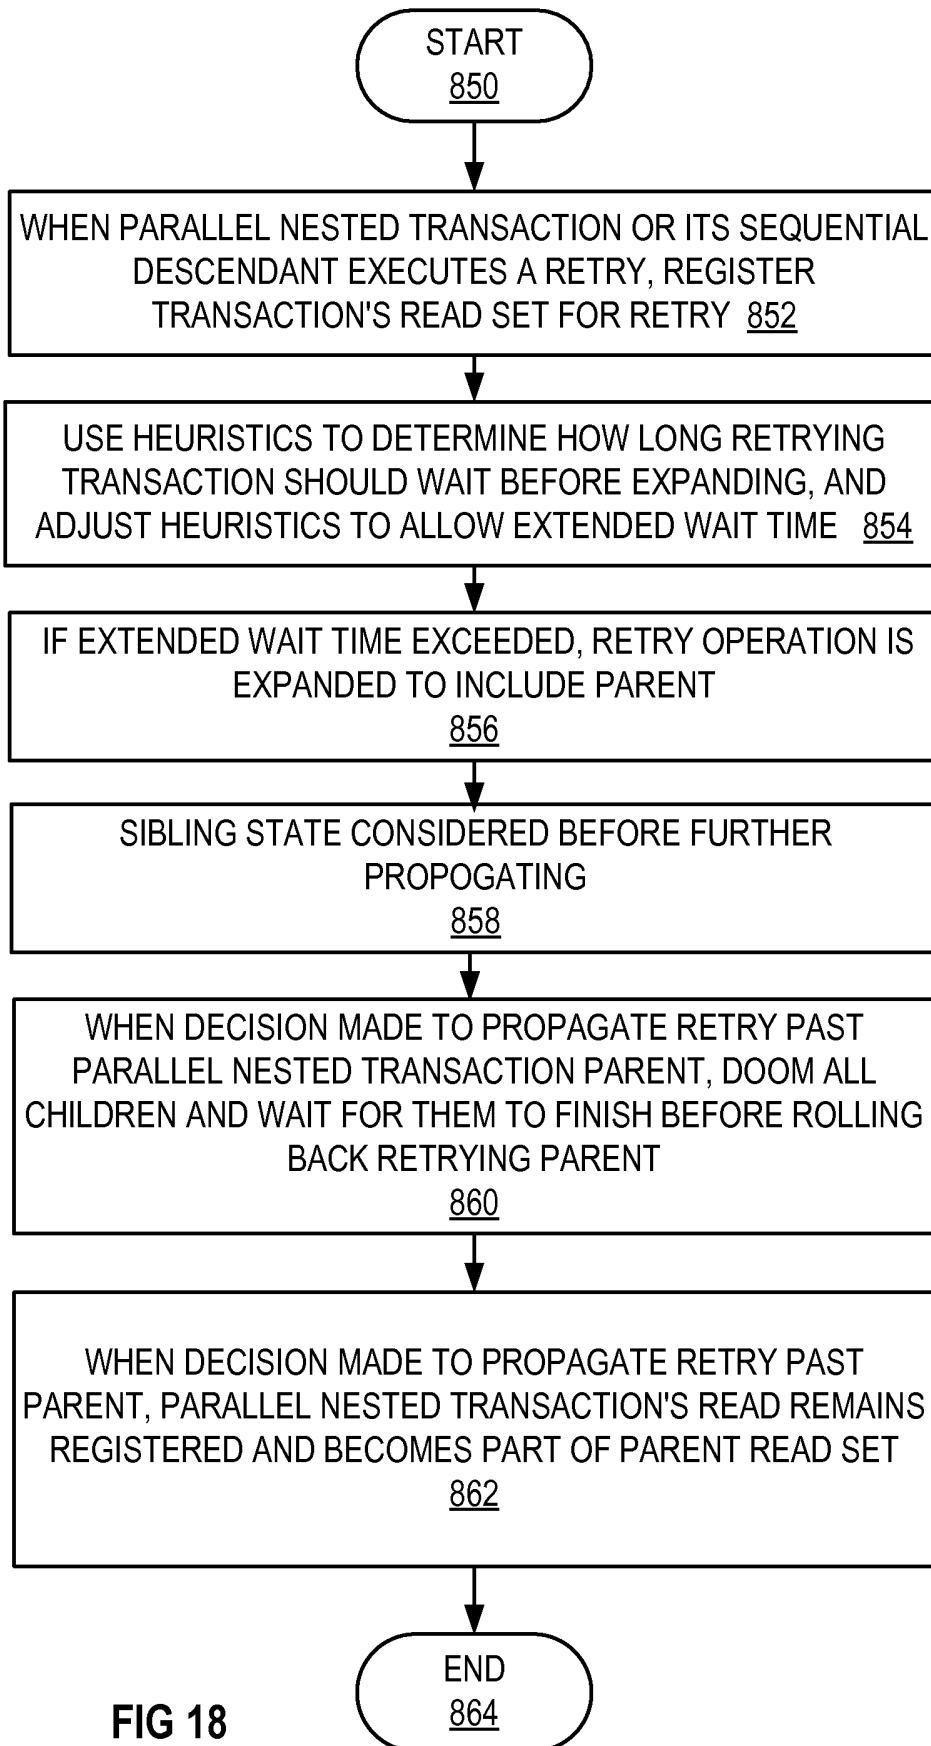 START
850
WHEN PARALLEL NESTED TRANSACTION OR ITS SEQUENTIAL
DESCENDANT EXECUTES A RETRY, REGISTER
TRANSACTION'S READ SET FOR RETRY 852
USE HEURISTICS TO DETERMINE HOW LONG RETRYING
TRANSACTION SHOULD WAIT BEFORE EXPANDING, AND
ADJUST HEURISTICS TO ALLOW EXTENDED WAIT TIME 854
IF EXTENDED WAIT TIME EXCEEDED, RETRY OPERATION IS
EXPANDED TO INCLUDE PARENT
856
SIBLING STATE CONSIDERED BEFORE FURTHER
PROPOGATING
858
WHEN DECISION MADE TO PROPAGATE RETRY PAST
PARALLEL NESTED TRANSACTION PARENT, DOOM ALL
CHILDREN AND WAIT FOR THEM TO FINISH BEFORE ROLLING
BACK RETRYING PARENT
860
WHEN DECISION MADE TO PROPAGATE RETRY PAST
PARENT, PARALLEL NESTED TRANSACTION'S READ REMAINS
REGISTERED AND BECOMES PART OF PARENT READ SET
862
END
864
FIG 18